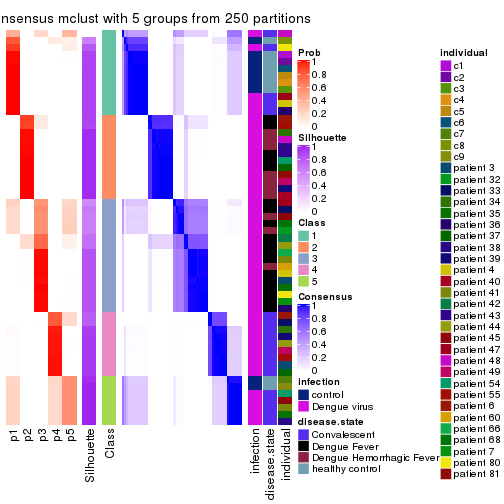 nsensus mclust with 5 groups from 250 partitions
p1
p2
p3
p4
p5
Silhouette
Class
infection
disease.state
individual
Prob
1
0.8
0.6
0.4
0.2
0
Silhouette
1
0.8
0.6
0.4
0.2
0
Class
1
2
3
4
5
Consensus
1
0.8
0.6
0.4
0.2
0
infection
control
Dengue virus
disease.state
Convalescent
Dengue Fever
Dengue Hemorrhagic Fever
healthy control
individual
c1
c2
c3
c4
c5
c6
c7
c8
c9
patient 3
patient 32
patient 33
patient 34
patient 35
patient 36
patient 37
patient 38
patient 39
patient 4
patient 40
patient 41
patient 42
patient 43
patient 44
patient 45
patient 47
patient 48
patient 49
patient 54
patient 55
patient 6
patient 60
patient 66
patient 68
patient 7
patient 80
patient 81